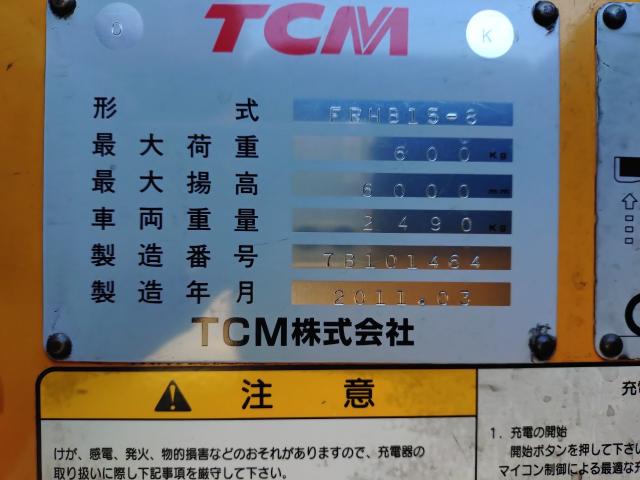 O TCM K
形式 FRHB15-8
最大荷重 600 Kg
最大揚高 6000 mm
車両重量 2490 Kg
製造番号 7B101464
製造年月 2011.03
TCM株式会社
注意
けが、感電、発火、物的損害などのおそれがありますので、充電器の
取り扱いに際し下記事項を厳守して下さい。
充
1. 充電の開始
開始ボタンを押して下さい
マイコン制御による最適な充